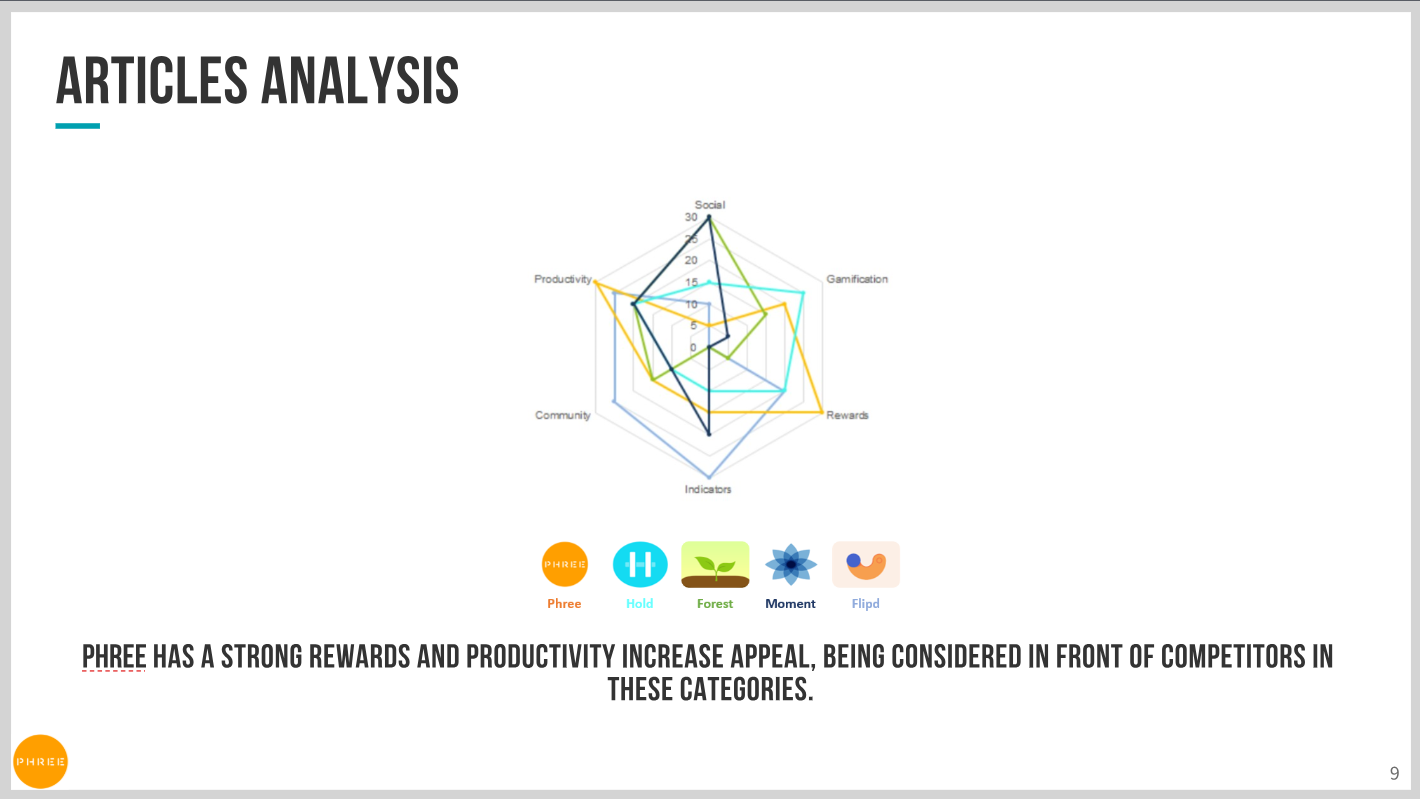 ARTICLES ANALYSIS
Social
30
25
20
15
10
5
0
Productivity
Gamification
Community
Rewards
Indicators
PHREE
H
Phree
Hold
Forest
Moment
Flipd
PHREE HAS A STRONG REWARDS AND PRODUCTIVITY INCREASE APPEAL, BEING CONSIDERED IN FRONT OF COMPETITORS IN
THESE CATEGORIES.
PHREE
9